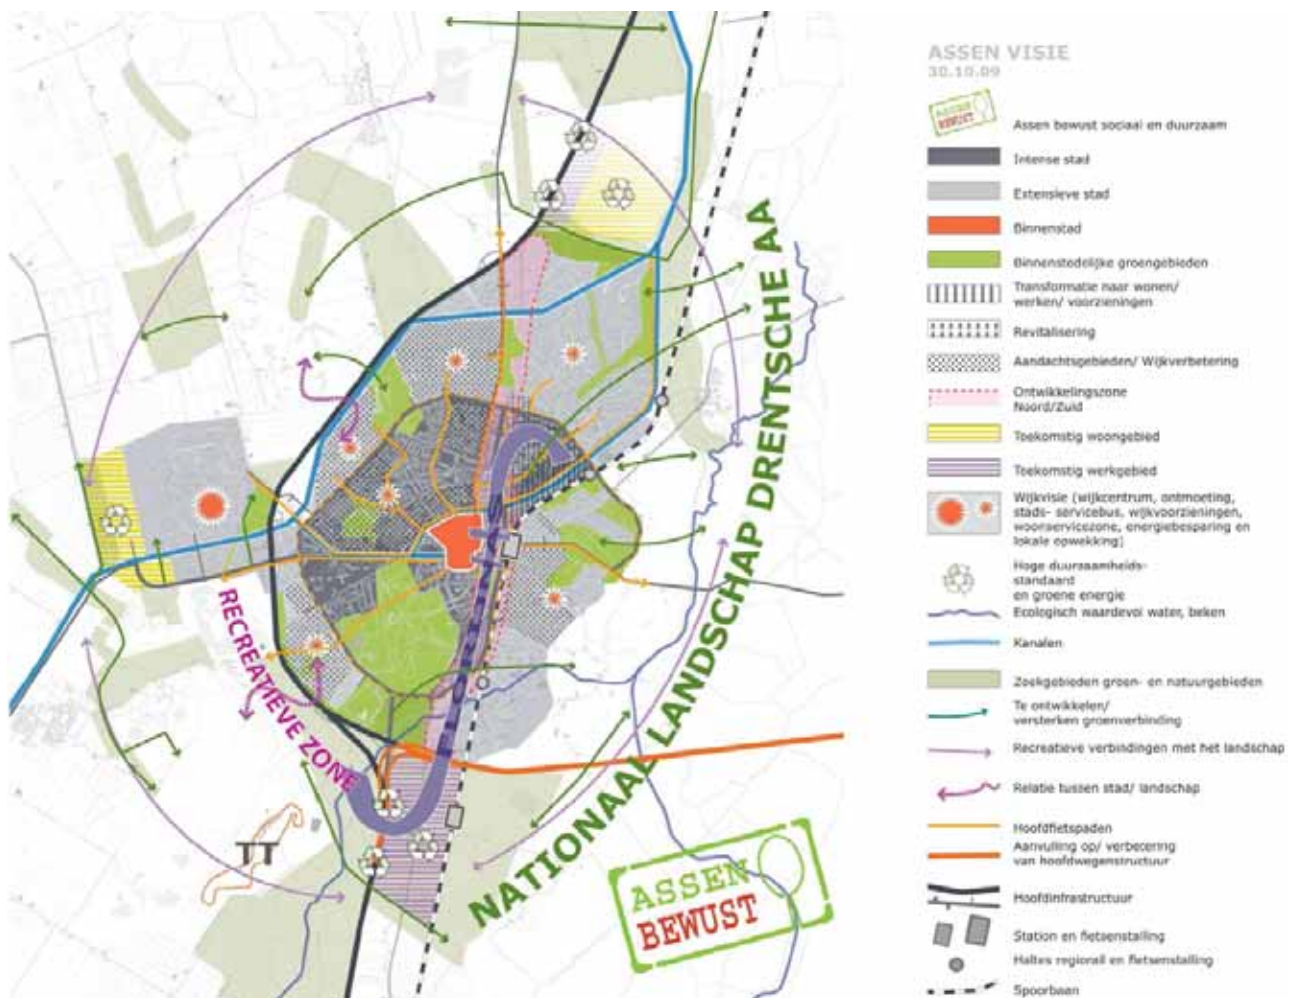 RECREATIEVE ZONE
NATIONAAL LANDSCHAP DRENTSCHE AA
TT
ASSEN
BEWUST
ASSEN VISIE
30.10.09
ASSEN
BEWUST
Assen bewust sociaal en duurzaam
Intense stad
Extensieve stad
Binnenstad
Binnenstedelijke groengebieden
Transformatie naar wonen/
werken/ voorzieningen
Revitalisering
Aandachtsgebieden/ Wijkverbetering
Ontwikkelingszone
Noord/Zuid
Toekomstig woongebied
Toekomstig werkgebied
Wijkvisie (wijkcentrum, ontmoeting,
stads- servicebus, wijkvoorzieningen,
woonservicezone, energiebesparing en
lokale opwekking)
Hoge duurzaamheids-
standaard
en groene energie
Ecologisch waardevol water, beken
Kanalen
Zoekgebieden groen- en natuurgebieden
Te ontwikkelen/
versterken groenverbinding
Recreatieve verbindingen met het landschap
Relatie tussen stad/ landschap
Hoofdfietspaden
Aanvulling op/ verbetering
van hoofdwegenstructuur
Hoofdinfrastructuur
Station en fietsenstalling
Haltes regiorail en fietsenstalling
Spoorbaan